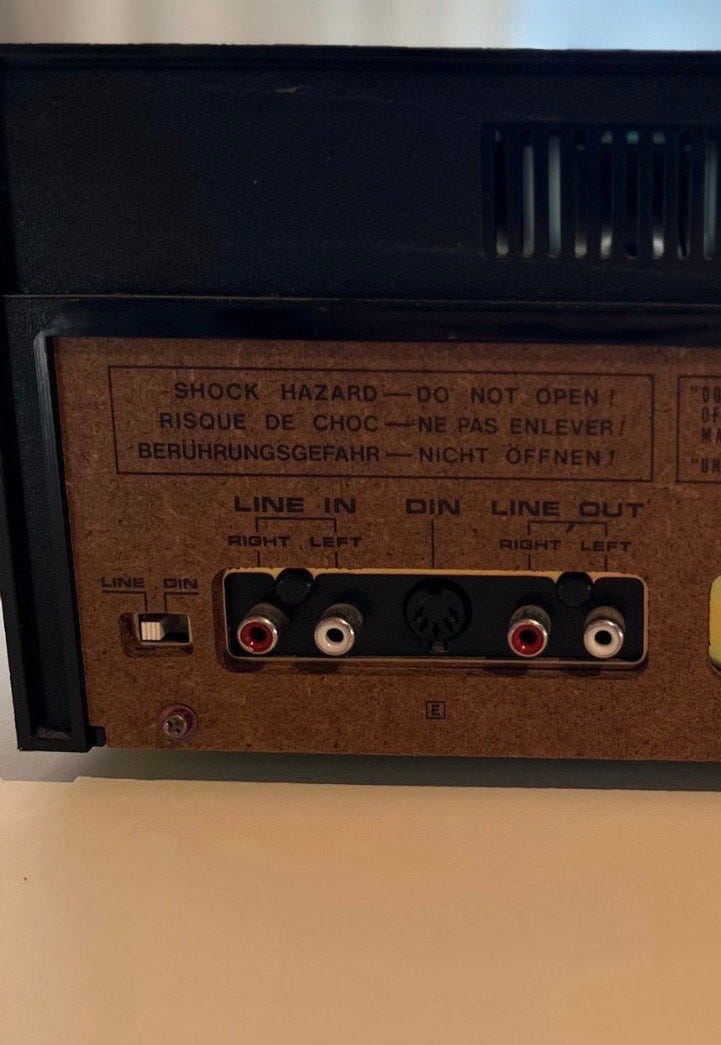 SHOCK HAZARD — DO NOT OPEN!
RISQUE DE CHOC — NE PAS ENLEVER!
BERÜHRUNGSGEFAHR — NICHT ÖFFNEN!
LINE IN DIN LINE OUT
RIGHT LEFT RIGHT LEFT
LINE DIN
E